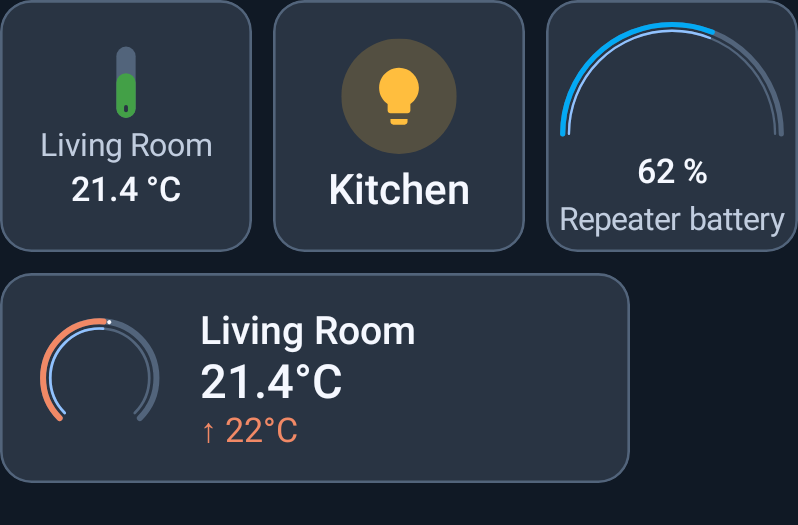 Living Room
21.4 °C
Kitchen
62 %
Repeater battery
Living Room
21.4°C
↑ 22°C